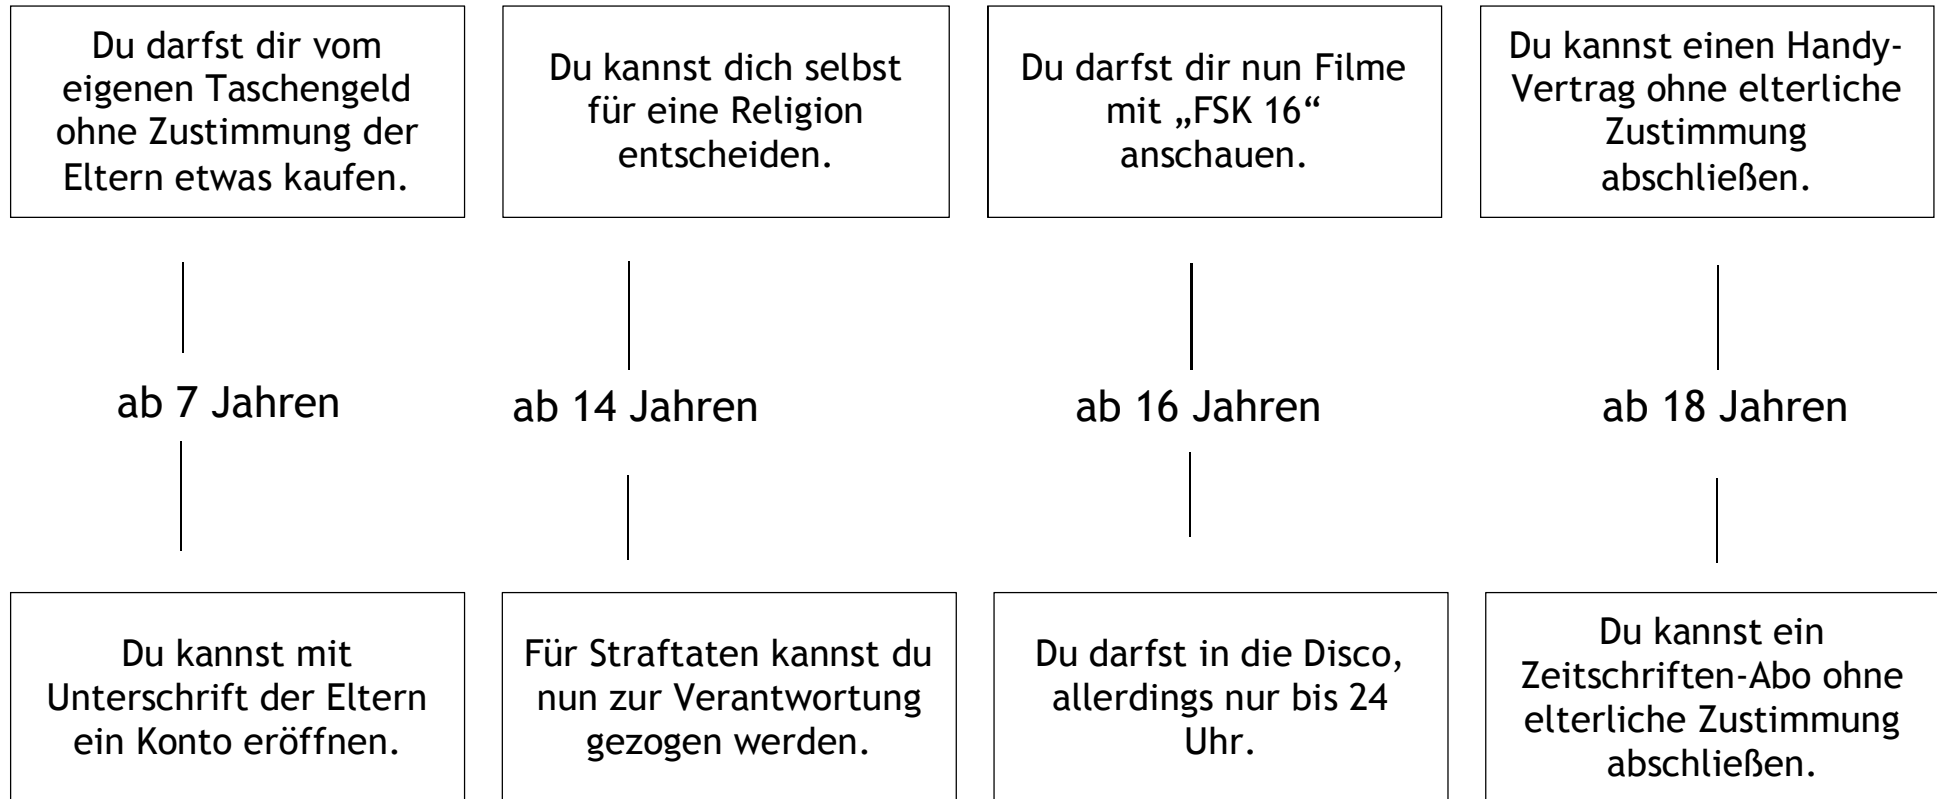 Du darfst dir vom
eigenen Taschengeld
ohne Zustimmung der
Eltern etwas kaufen.
Du kannst dich selbst
für eine Religion
entscheiden.
Du darfst dir nun Filme
mit „FSK 16“
anschauen.
Du kannst einen Handy-
Vertrag ohne elterliche
Zustimmung
abschließen.
ab 7 Jahren
ab 14 Jahren
ab 16 Jahren
ab 18 Jahren
Du kannst mit
Unterschrift der Eltern
ein Konto eröffnen.
Für Straftaten kannst du
nun zur Verantwortung
gezogen werden.
Du darfst in die Disco,
allerdings nur bis 24
Uhr.
Du kannst ein
Zeitschriften-Abo ohne
elterliche Zustimmung
abschließen.